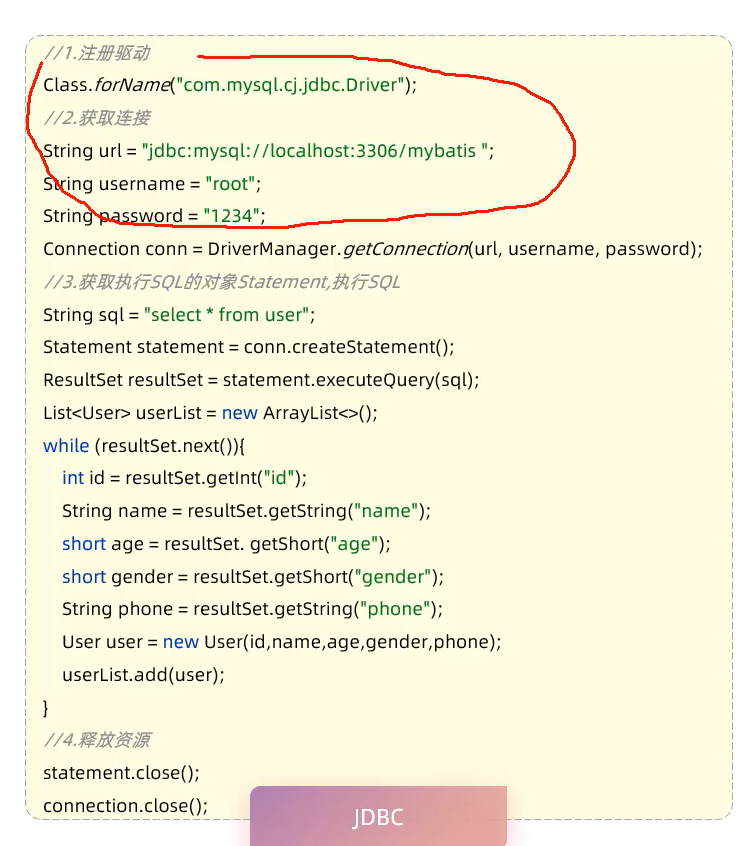 //1.注册驱动
Class.forName("com.mysql.cj.jdbc.Driver");
//2.获取连接
String url = "jdbc:mysql://localhost:3306/mybatis ";
String username = "root";
String password = "1234";
Connection conn = DriverManager.getConnection(url, username, password);
//3.获取执行SQL的对象Statement,执行SQL
String sql = "select * from user";
Statement statement = conn.createStatement();
ResultSet resultSet = statement.executeQuery(sql);
List<User> userList = new ArrayList<>();
while (resultSet.next()){
    int id = resultSet.getInt("id");
    String name = resultSet.getString("name");
    short age = resultSet. getShort("age");
    short gender = resultSet.getShort("gender");
    String phone = resultSet.getString("phone");
    User user = new User(id,name,age,gender,phone);
    userList.add(user);
}
//4.释放资源
statement.close();
connection.close();
JDBC